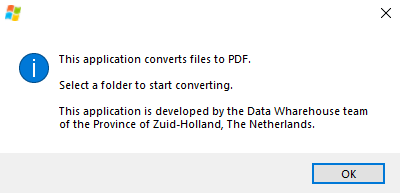 This application converts files to PDF.
Select a folder to start converting.
This application is developed by the Data Wharehouse team
of the Province of Zuid-Holland, The Netherlands.
OK